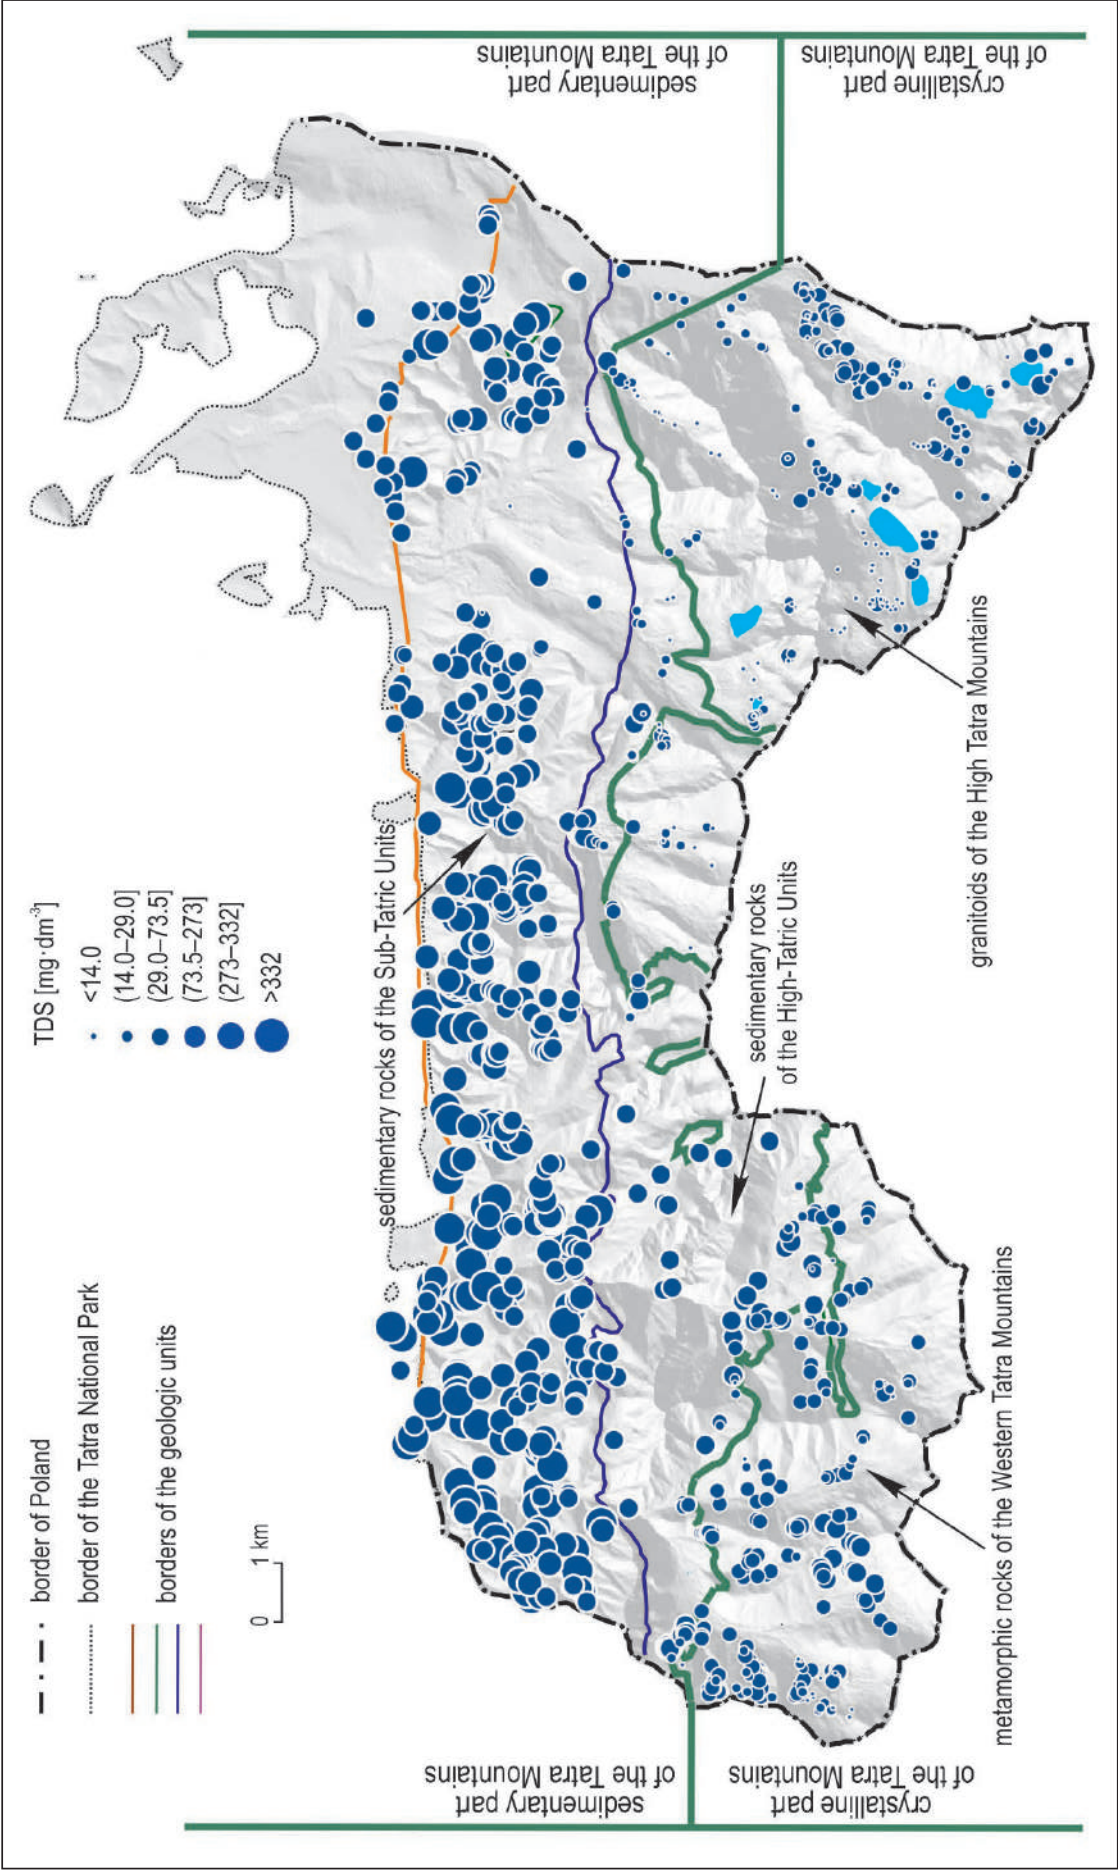 border of Poland
border of the Tatra National Park
borders of the geologic units
0 1 km
TDS [mg·dm-³]
<14.0
(14.0–29.0]
(29.0–73.5]
(73.5–273]
(273–332]
>332
sedimentary part
of the Tatra Mountains
crystalline part
of the Tatra Mountains
sedimentary part
of the Tatra Mountains
crystalline part
of the Tatra Mountains
sedimentary rocks of the Sub-Tatric Units
sedimentary rocks
of the High-Tatric Units
granitoids of the High Tatra Mountains
metamorphic rocks of the Western Tatra Mountains